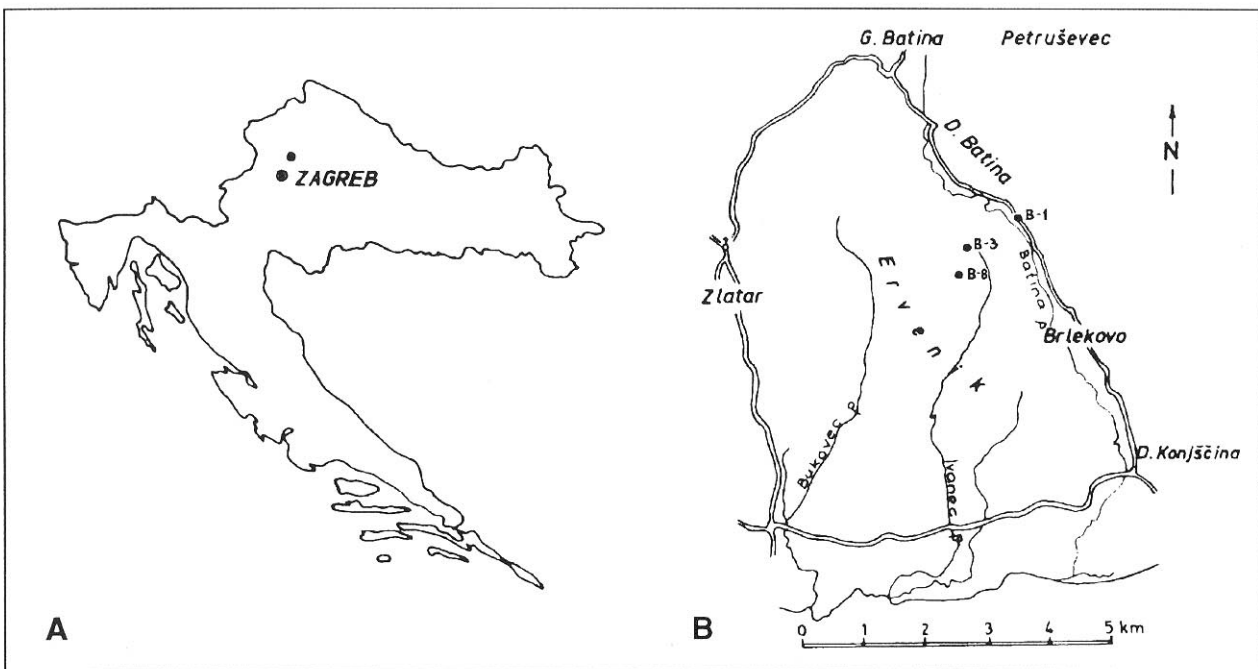 ZAGREB
A
G. Batina
Petruševec
D. Batina
N
B-1
B-3
B-8
Batina p.
Ervenik
Zlatar
Brlekovo
Bukovec p.
Ivanec p.
D. Konjščina
B
0 1 2 3 4 5 km